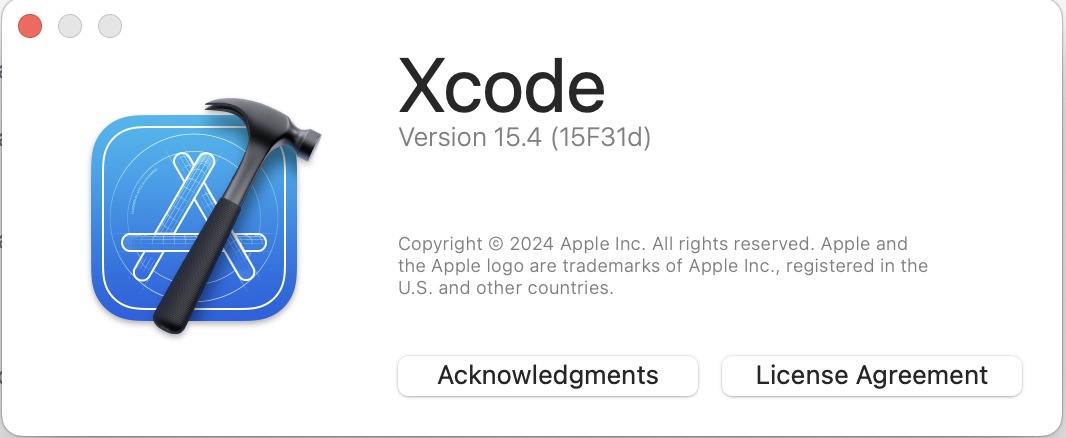 Xcode
Version 15.4 (15F31d)
Copyright © 2024 Apple Inc. All rights reserved. Apple and
the Apple logo are trademarks of Apple Inc., registered in the
U.S. and other countries.
Acknowledgments
License Agreement